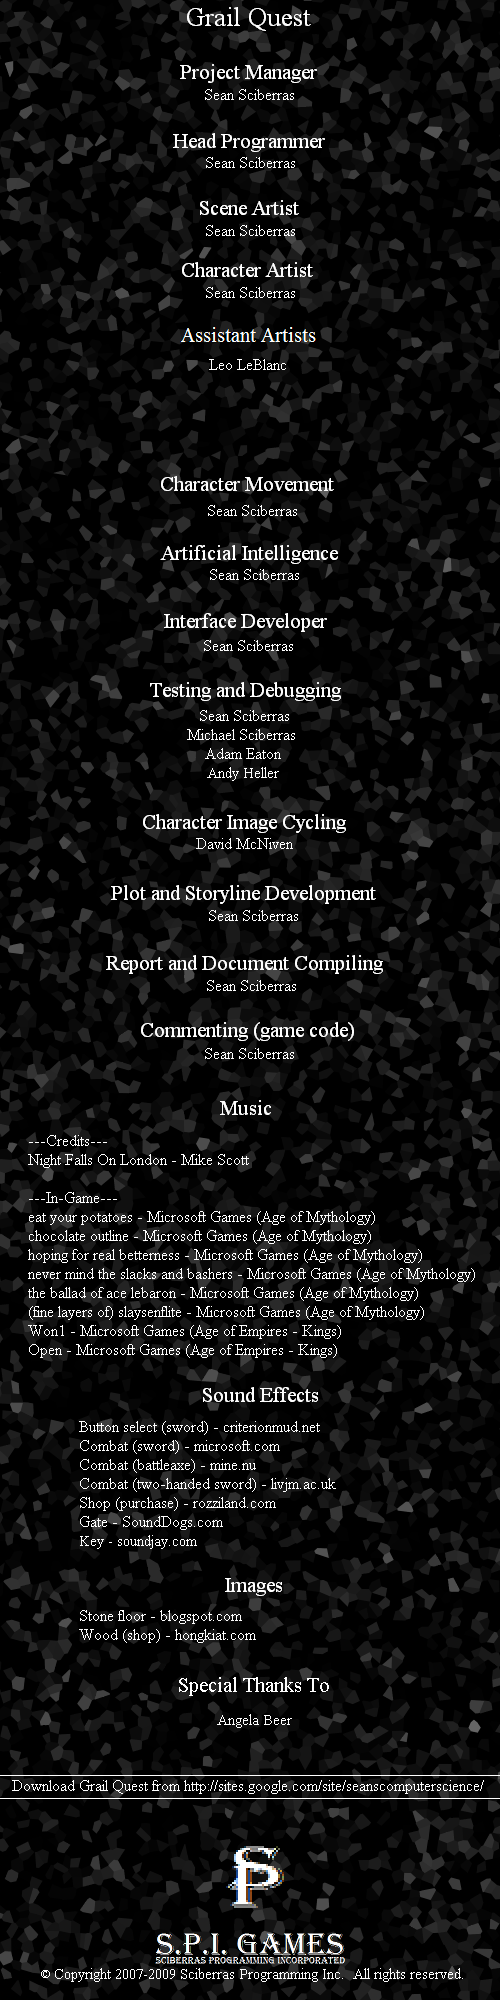 Grail Quest
Project Manager
Sean Sciberras
Head Programmer
Sean Sciberras
Scene Artist
Sean Sciberras
Character Artist
Sean Sciberras
Assistant Artists
Leo LeBlanc
Character Movement
Sean Sciberras
Artificial Intelligence
Sean Sciberras
Interface Developer
Sean Sciberras
Testing and Debugging
Sean Sciberras
Michael Sciberras
Adam Eaton
Andy Heller
Character Image Cycling
David McNiven
Plot and Storyline Development
Sean Sciberras
Report and Document Compiling
Sean Sciberras
Commenting (game code)
Sean Sciberras
Music
---Credits---
Night Falls On London - Mike Scott
---In-Game---
eat your potatoes - Microsoft Games (Age of Mythology)
chocolate outline - Microsoft Games (Age of Mythology)
hoping for real betterness - Microsoft Games (Age of Mythology)
never mind the slacks and bashers - Microsoft Games (Age of Mythology)
the ballad of ace lebaron - Microsoft Games (Age of Mythology)
(fine layers of) slaysenflite - Microsoft Games (Age of Mythology)
Won1 - Microsoft Games (Age of Empires - Kings)
Open - Microsoft Games (Age of Empires - Kings)
Sound Effects
Button select (sword) - criterionmud.net
Combat (sword) - microsoft.com
Combat (battleaxe) - mine.nu
Combat (two-handed sword) - livjm.ac.uk
Shop (purchase) - rozziland.com
Gate - SoundDogs.com
Key - soundjay.com
Images
Stone floor - blogspot.com
Wood (shop) - hongkiat.com
Special Thanks To
Angela Beer
Download Grail Quest from http://sites.google.com/site/seanscomputerscience/
SP
S.P.I. GAMES
SCIBERRAS PROGRAMMING INCORPORATED
© Copyright 2007-2009 Sciberras Programming Inc. All rights reserved.